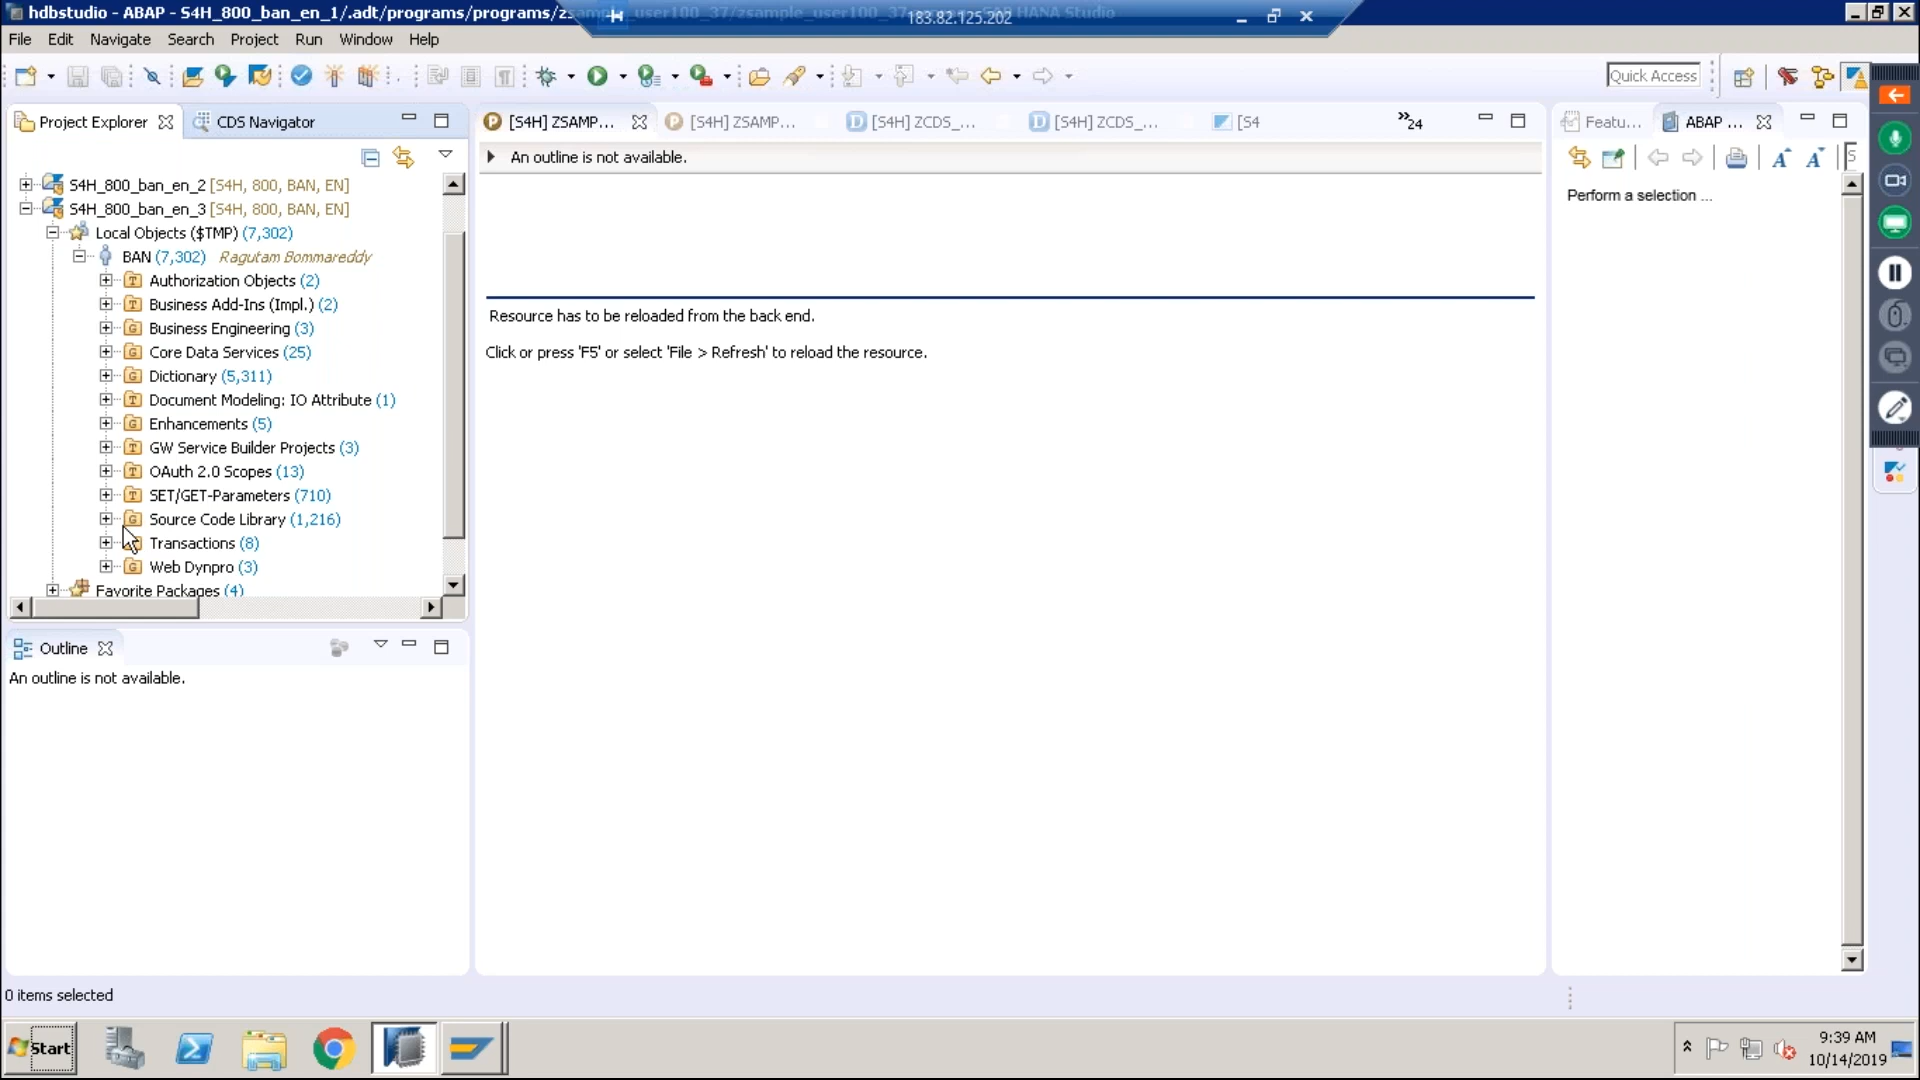 hdbstudio - ABAP - S4H_800_ban_en_1/.adt/programs/programs/zsample_user100_37/zsample_user100_37 SAP HANA Studio
183.82.125.202
File Edit Navigate Search Project Run Window Help
Quick Access
Project Explorer
CDS Navigator
[S4H] ZSAMP...
[S4H] ZSAMP...
[S4H] ZCDS_...
[S4H] ZCDS_...
[S4
»24
Featu...
ABAP ...
An outline is not available.
Perform a selection ...
S4H_800_ban_en_2 [S4H, 800, BAN, EN]
S4H_800_ban_en_3 [S4H, 800, BAN, EN]
Local Objects ($TMP) (7,302)
BAN (7,302) Ragutam Bommareddy
Authorization Objects (2)
Business Add-Ins (Impl.) (2)
Business Engineering (3)
Core Data Services (25)
Dictionary (5,311)
Document Modeling: IO Attribute (1)
Enhancements (5)
GW Service Builder Projects (3)
OAuth 2.0 Scopes (13)
SET/GET-Parameters (710)
Source Code Library (1,216)
Transactions (8)
Web Dynpro (3)
Favorite Packages (4)
Resource has to be reloaded from the back end.
Click or press 'F5' or select 'File > Refresh' to reload the resource.
Outline
An outline is not available.
0 items selected
Start
9:39 AM
10/14/2019